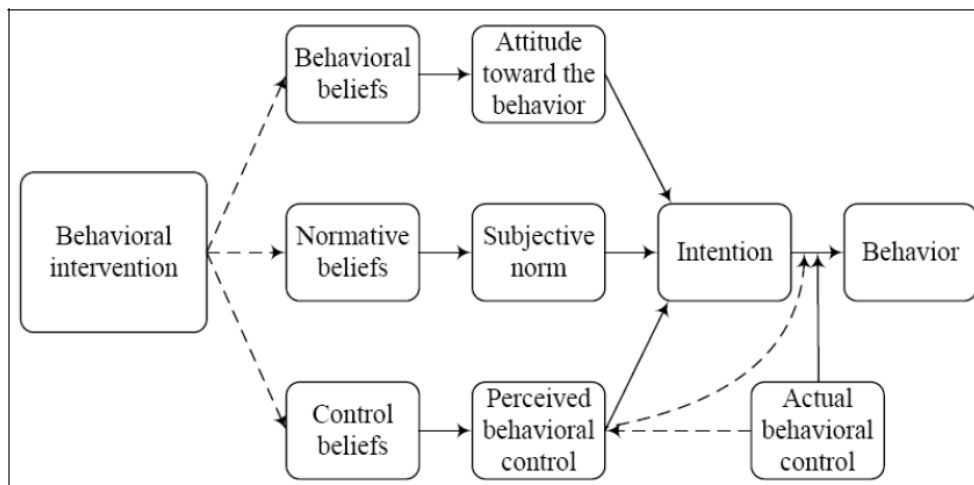 Behavioral
beliefs
Attitude
toward the
behavior
Behavioral
intervention
Normative
beliefs
Subjective
norm
Intention
Behavior
Control
beliefs
Perceived
behavioral
control
Actual
behavioral
control